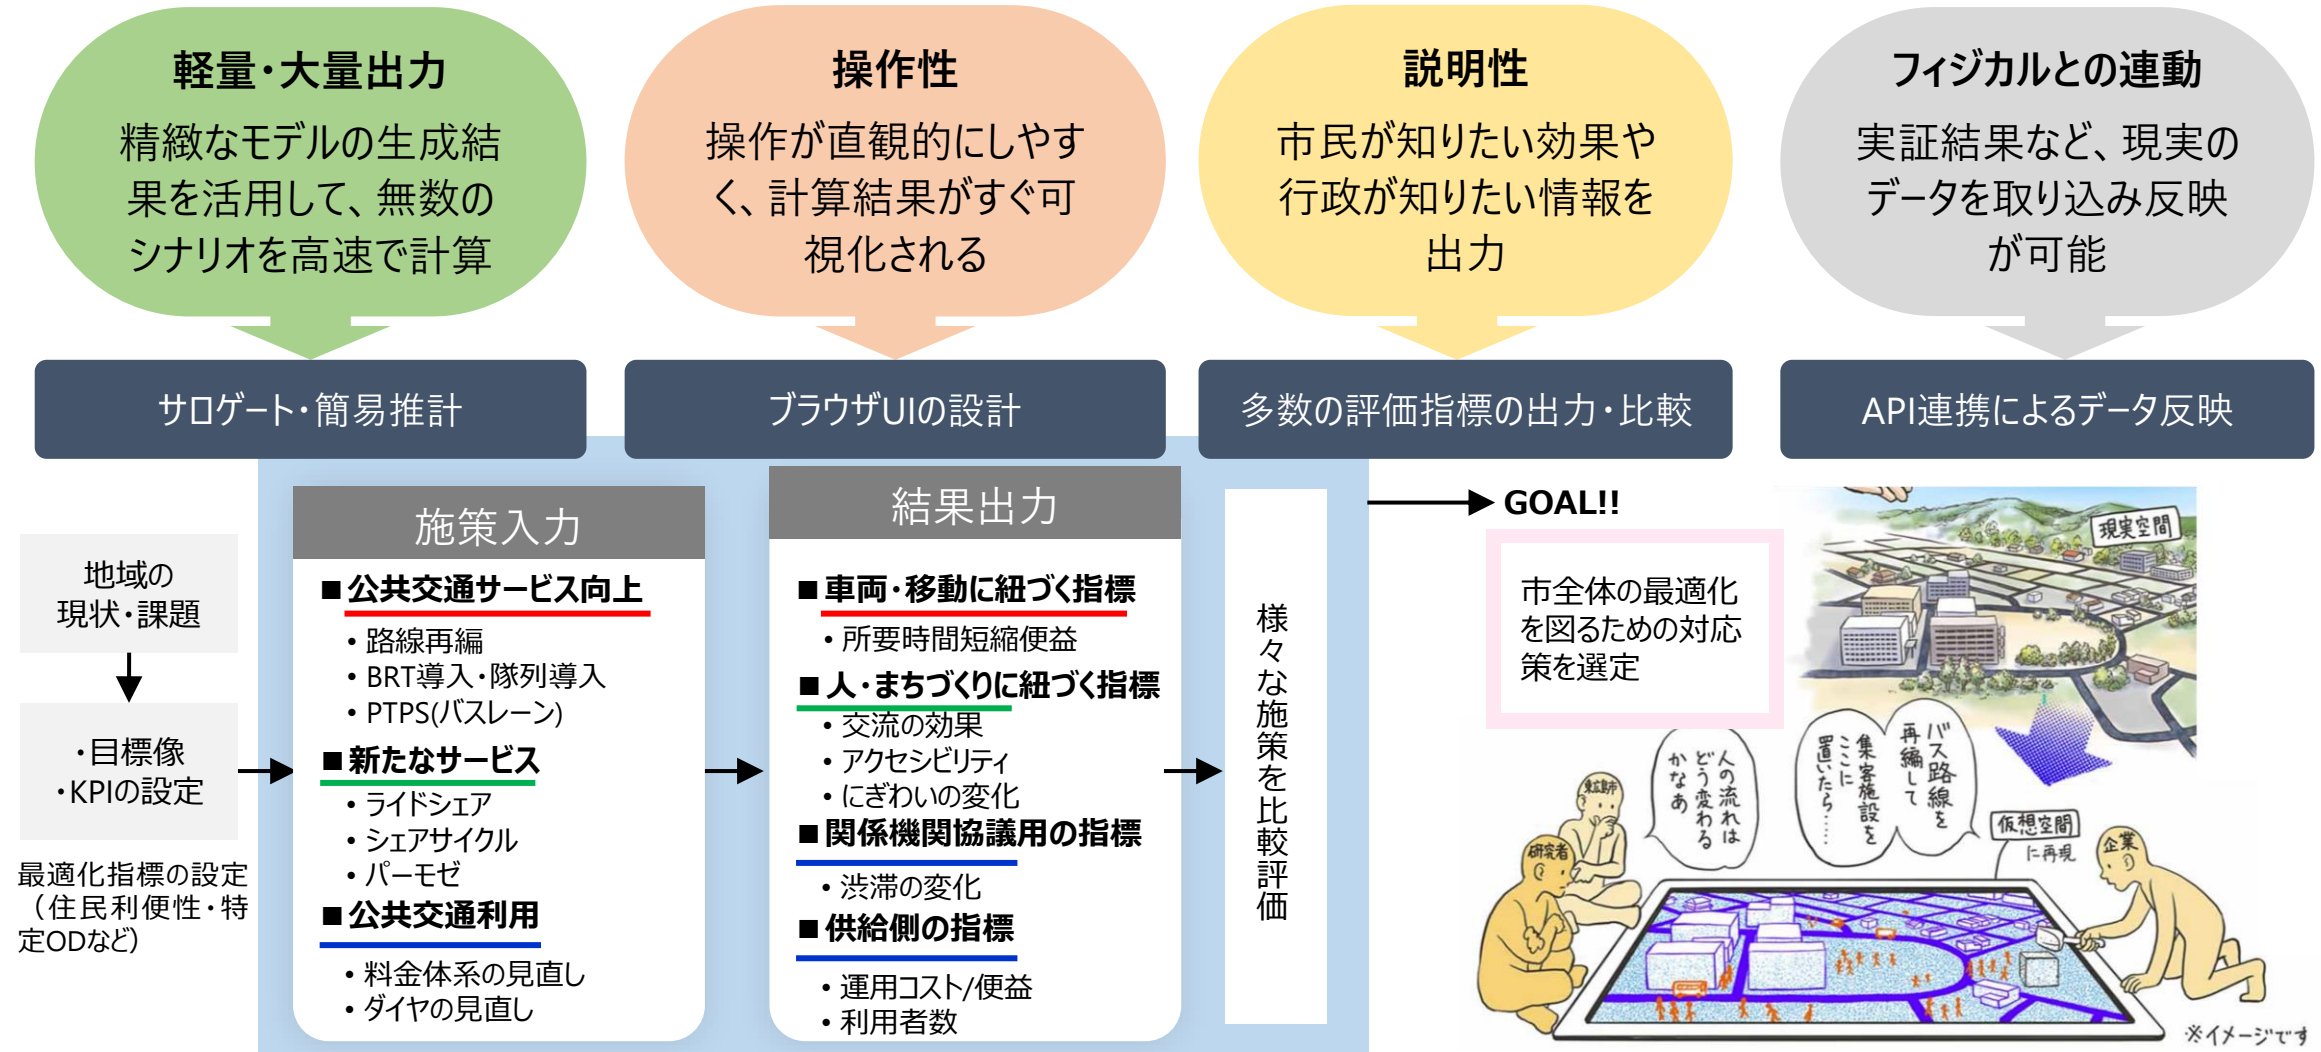 軽量・大量出力
精緻なモデルの生成結
果を活用して、無数の
シナリオを高速で計算
操作性
操作が直観的にしやす
く、計算結果がすぐ可
視化される
説明性
市民が知りたい効果や
行政が知りたい情報を
出力
フィジカルとの連動
実証結果など、現実の
データを取り込み反映
が可能
サロゲート・簡易推計
ブラウザUIの設計
多数の評価指標の出力・比較
API連携によるデータ反映
地域の
現状・課題
・目標像
・KPIの設定
最適化指標の設定
（住民利便性・特
定ODなど）
施策入力
■公共交通サービス向上
・路線再編
・BRT導入・隊列導入
・PTPS(バスレーン)
■新たなサービス
・ライドシェア
・シェアサイクル
・パーモゼ
■公共交通利用
・料金体系の見直し
・ダイヤの見直し
結果出力
■車両・移動に紐づく指標
・所要時間短縮便益
■人・まちづくりに紐づく指標
・交流の効果
・アクセシビリティ
・にぎわいの変化
■関係機関協議用の指標
・渋滞の変化
■供給側の指標
・運用コスト/便益
・利用者数
様々な施策を比較評価
GOAL!!
市全体の最適化
を図るための対応
策を選定
現実空間
バス路線を
再編して
集客施設を
ここに
置いたら……
人の流れは
どう変わる
かなあ
仮想空間
に再現
東広島市
研究者
企業
※イメージです